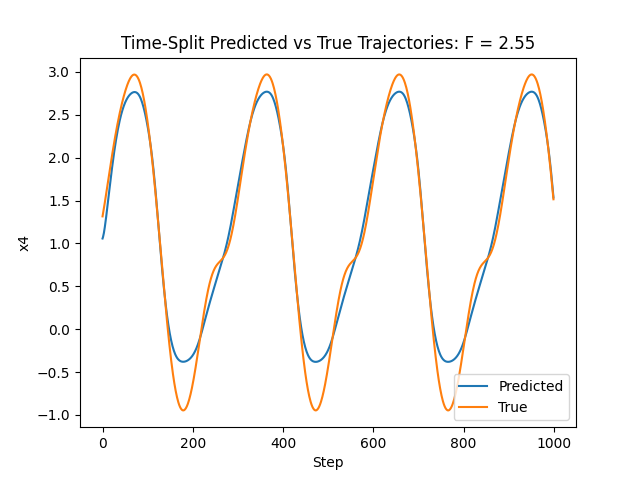 Time-Split Predicted vs True Trajectories: F = 2.55
3.0
2.5
2.0
1.5
1.0
0.5
0.0
−0.5
−1.0
x4
0 200 400 600 800 1000
Step
Predicted
True